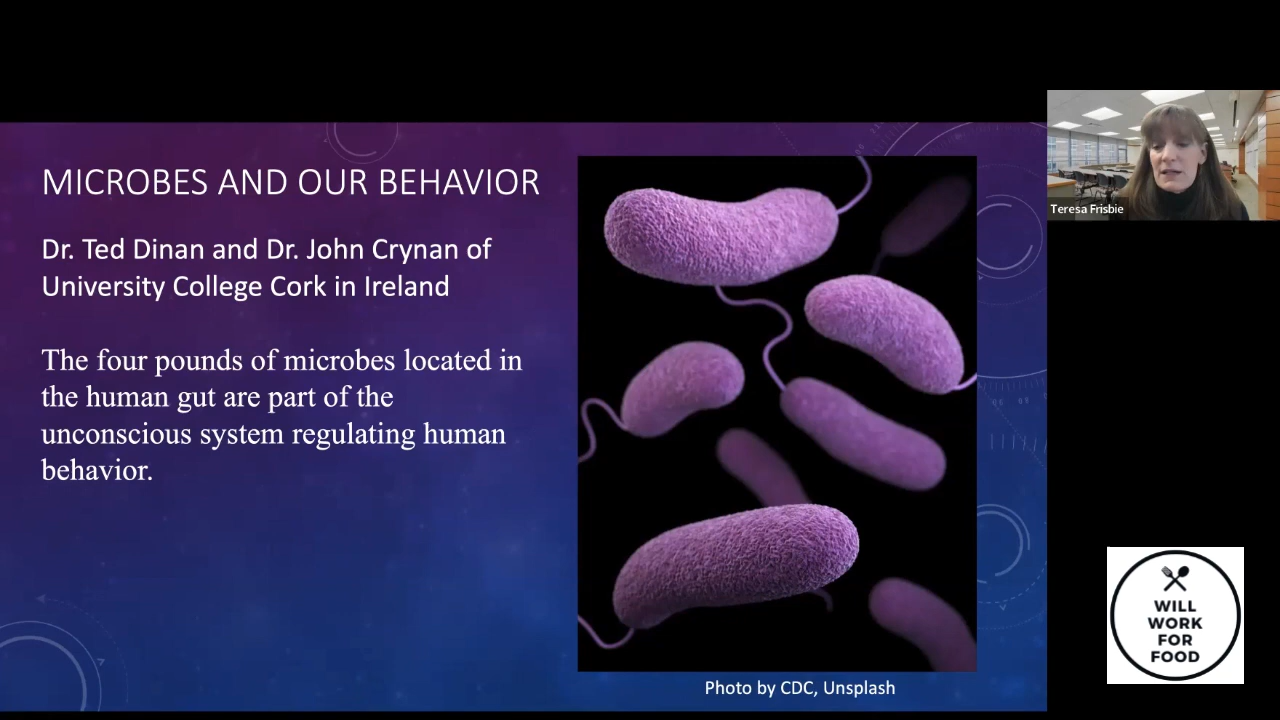 MICROBES AND OUR BEHAVIOR
Dr. Ted Dinan and Dr. John Crynan of
University College Cork in Ireland
The four pounds of microbes located in
the human gut are part of the
unconscious system regulating human
behavior.
Photo by CDC, Unsplash
Teresa Frisbie
WILL
WORK
FOR
FOOD